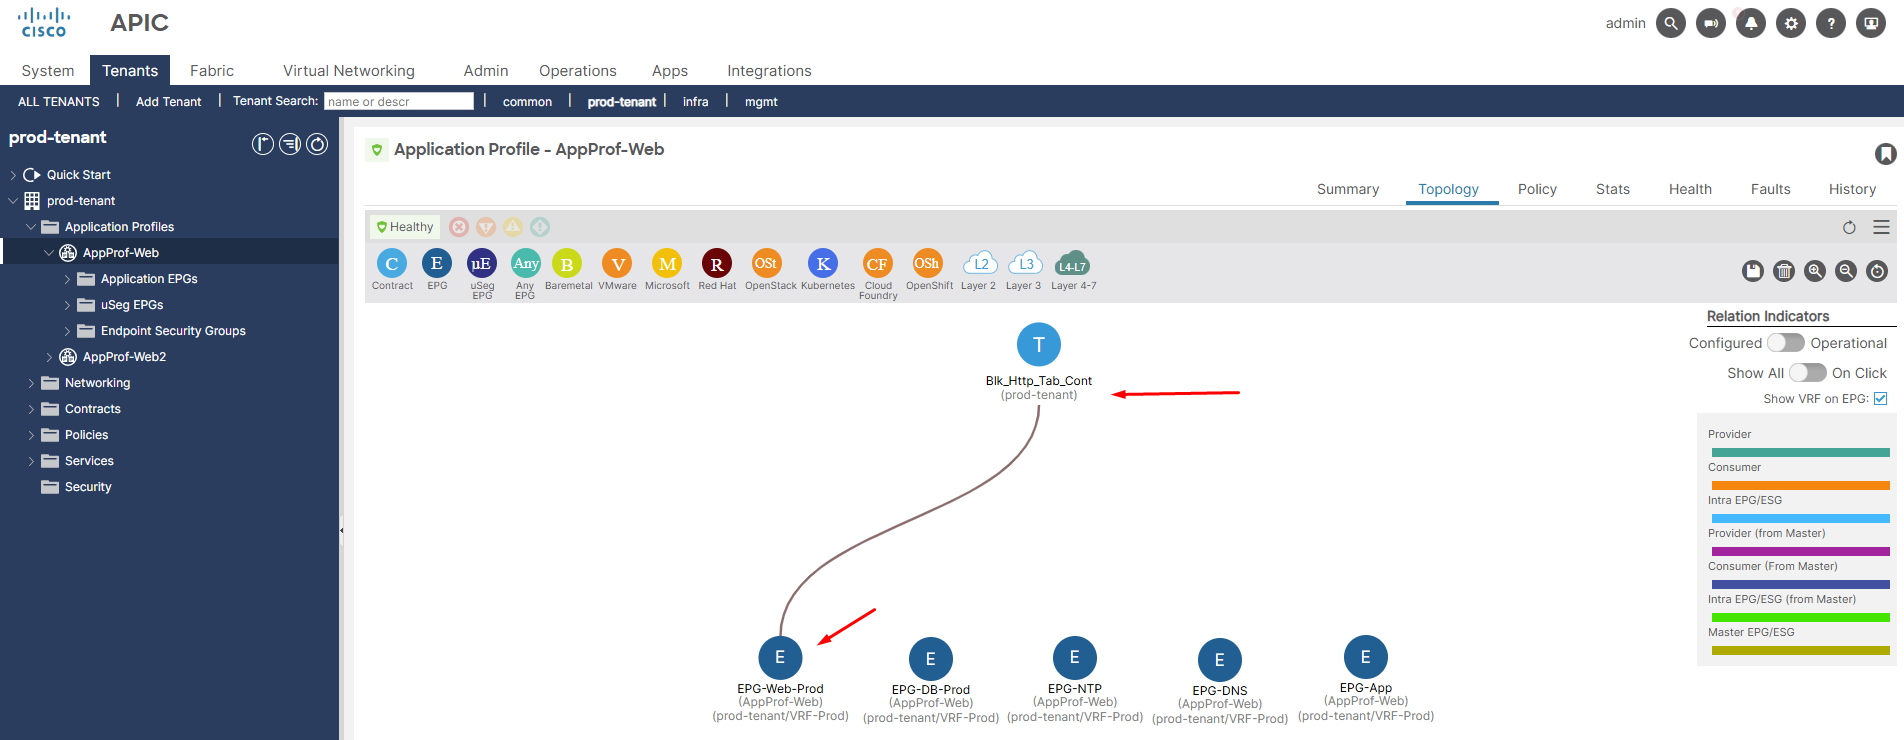 CISCO
APIC
admin
System Tenants Fabric Virtual Networking Admin Operations Apps Integrations
ALL TENANTS | Add Tenant | Tenant Search: name or descr | common | prod-tenant | infra | mgmt
prod-tenant
Quick Start
prod-tenant
Application Profiles
AppProf-Web
Application EPGs
uSeg EPGs
Endpoint Security Groups
AppProf-Web2
Networking
Contracts
Policies
Services
Security
Application Profile - AppProf-Web
Summary Topology Policy Stats Health Faults History
Healthy
C E µE Any B V M R OSt K CF OSh L2 L3 L4-L7
Contract EPG uSeg EPG Any EPG Baremetal VMware Microsoft Red Hat OpenStack Kubernetes Cloud Foundry OpenShift Layer 2 Layer 3 Layer 4-7
T
Blk_Http_Tab_Cont
(prod-tenant)
Relation Indicators
Configured Operational
Show All On Click
Show VRF on EPG:
Provider
Consumer
Intra EPG/ESG
Provider (from Master)
Consumer (From Master)
Intra EPG/ESG (from Master)
Master EPG/ESG
E E E E E
EPG-Web-Prod EPG-DB-Prod EPG-NTP EPG-DNS EPG-App
(AppProf-Web) (AppProf-Web) (AppProf-Web) (AppProf-Web) (AppProf-Web)
(prod-tenant/VRF-Prod) (prod-tenant/VRF-Prod) (prod-tenant/VRF-Prod) (prod-tenant/VRF-Prod) (prod-tenant/VRF-Prod)